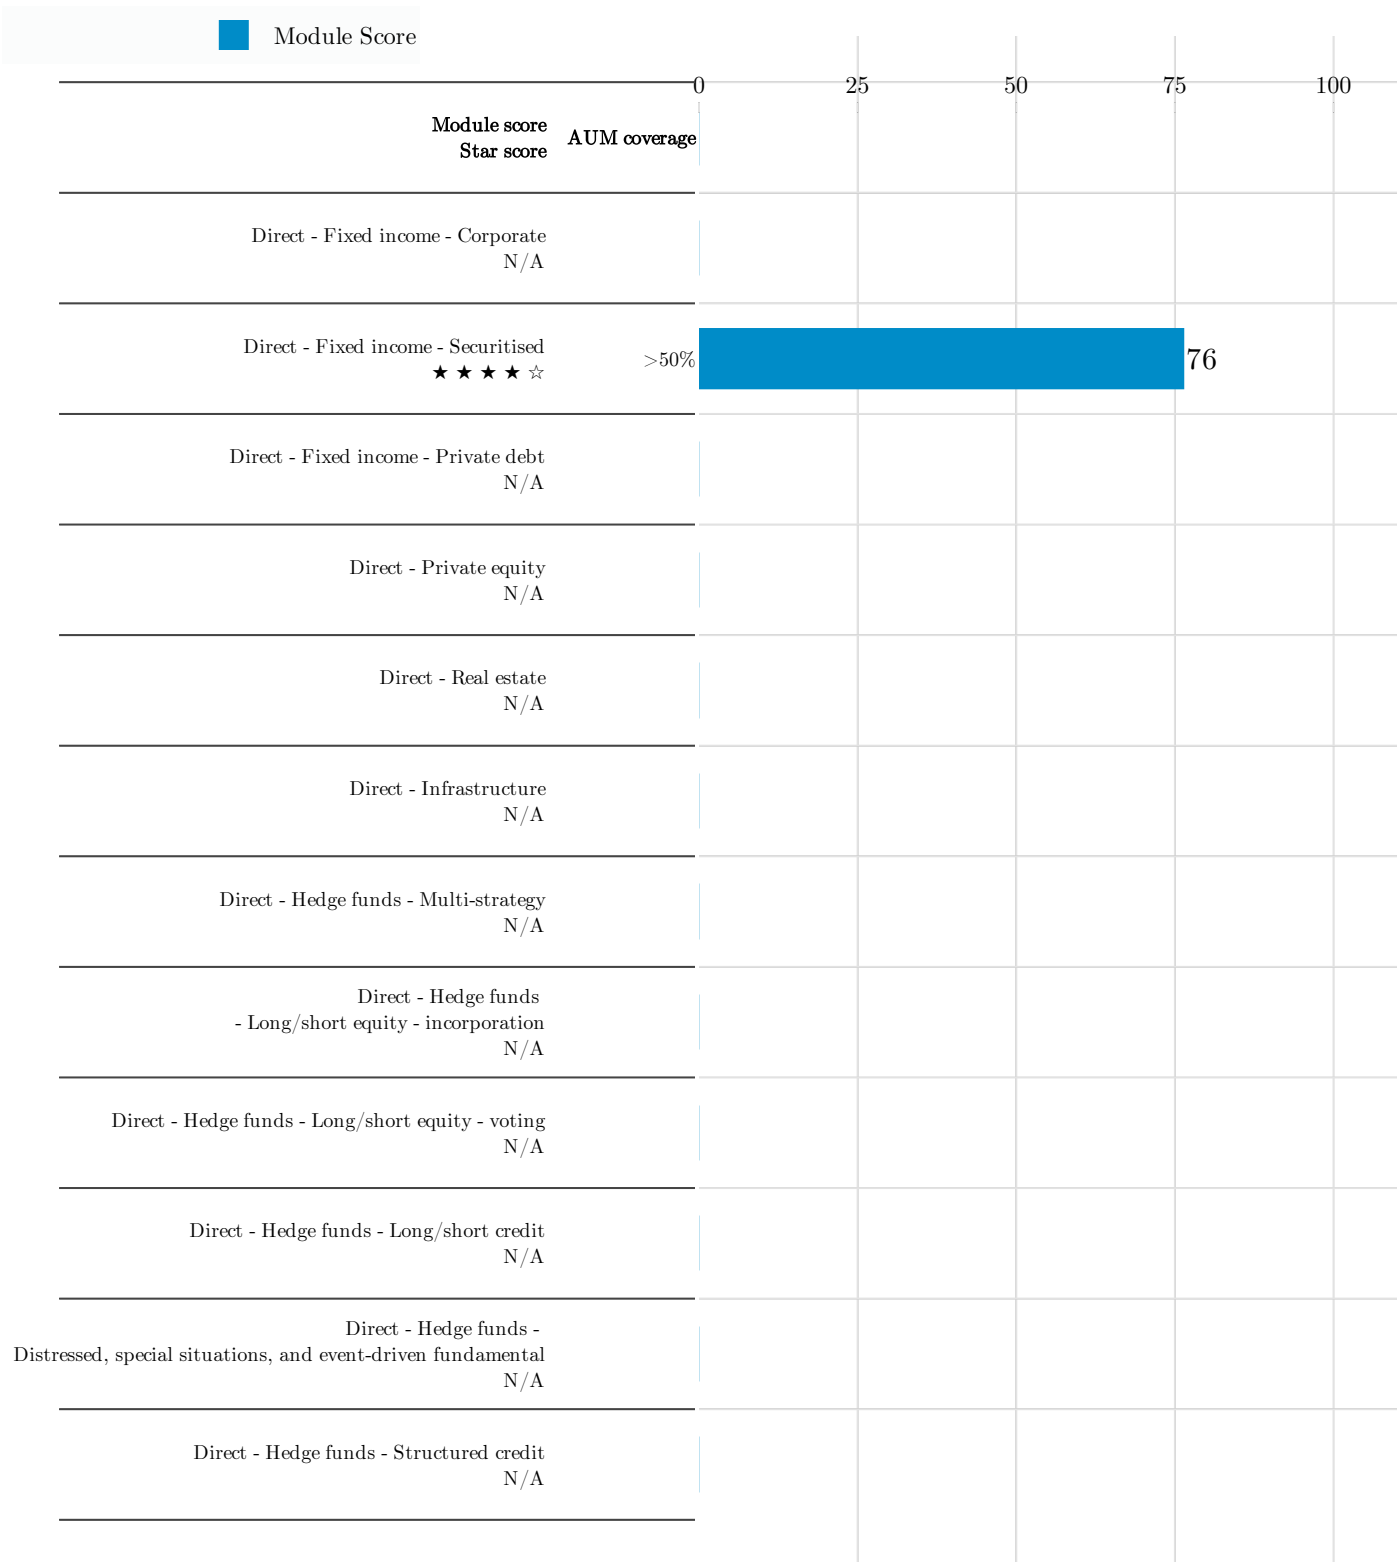 Module Score
0 25 50 75 100
Module score
Star score
AUM coverage
Direct - Fixed income - Corporate
N/A
Direct - Fixed income - Securitised
★ ★ ★ ★ ☆
>50%
76
Direct - Fixed income - Private debt
N/A
Direct - Private equity
N/A
Direct - Real estate
N/A
Direct - Infrastructure
N/A
Direct - Hedge funds - Multi-strategy
N/A
Direct - Hedge funds
- Long/short equity - incorporation
N/A
Direct - Hedge funds - Long/short equity - voting
N/A
Direct - Hedge funds - Long/short credit
N/A
Direct - Hedge funds -
Distressed, special situations, and event-driven fundamental
N/A
Direct - Hedge funds - Structured credit
N/A